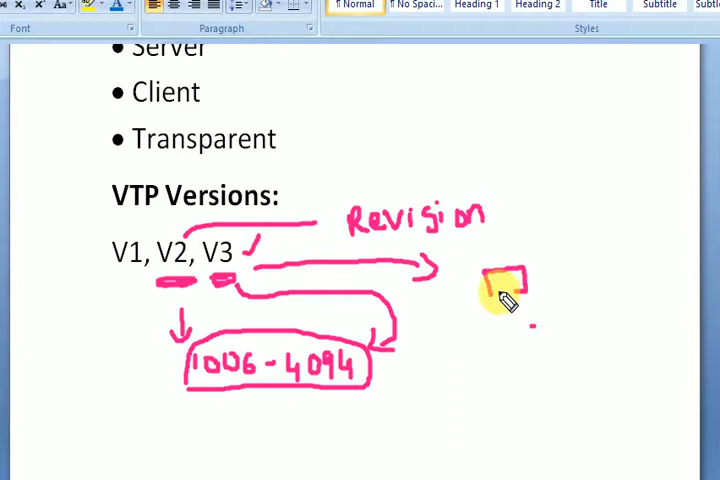 Normal No Spaci... Heading 1 Heading 2 Title Subtitle
Font Paragraph Styles
• Server
• Client
• Transparent
VTP Versions:
Revision
V1, V2, V3
1006-4094